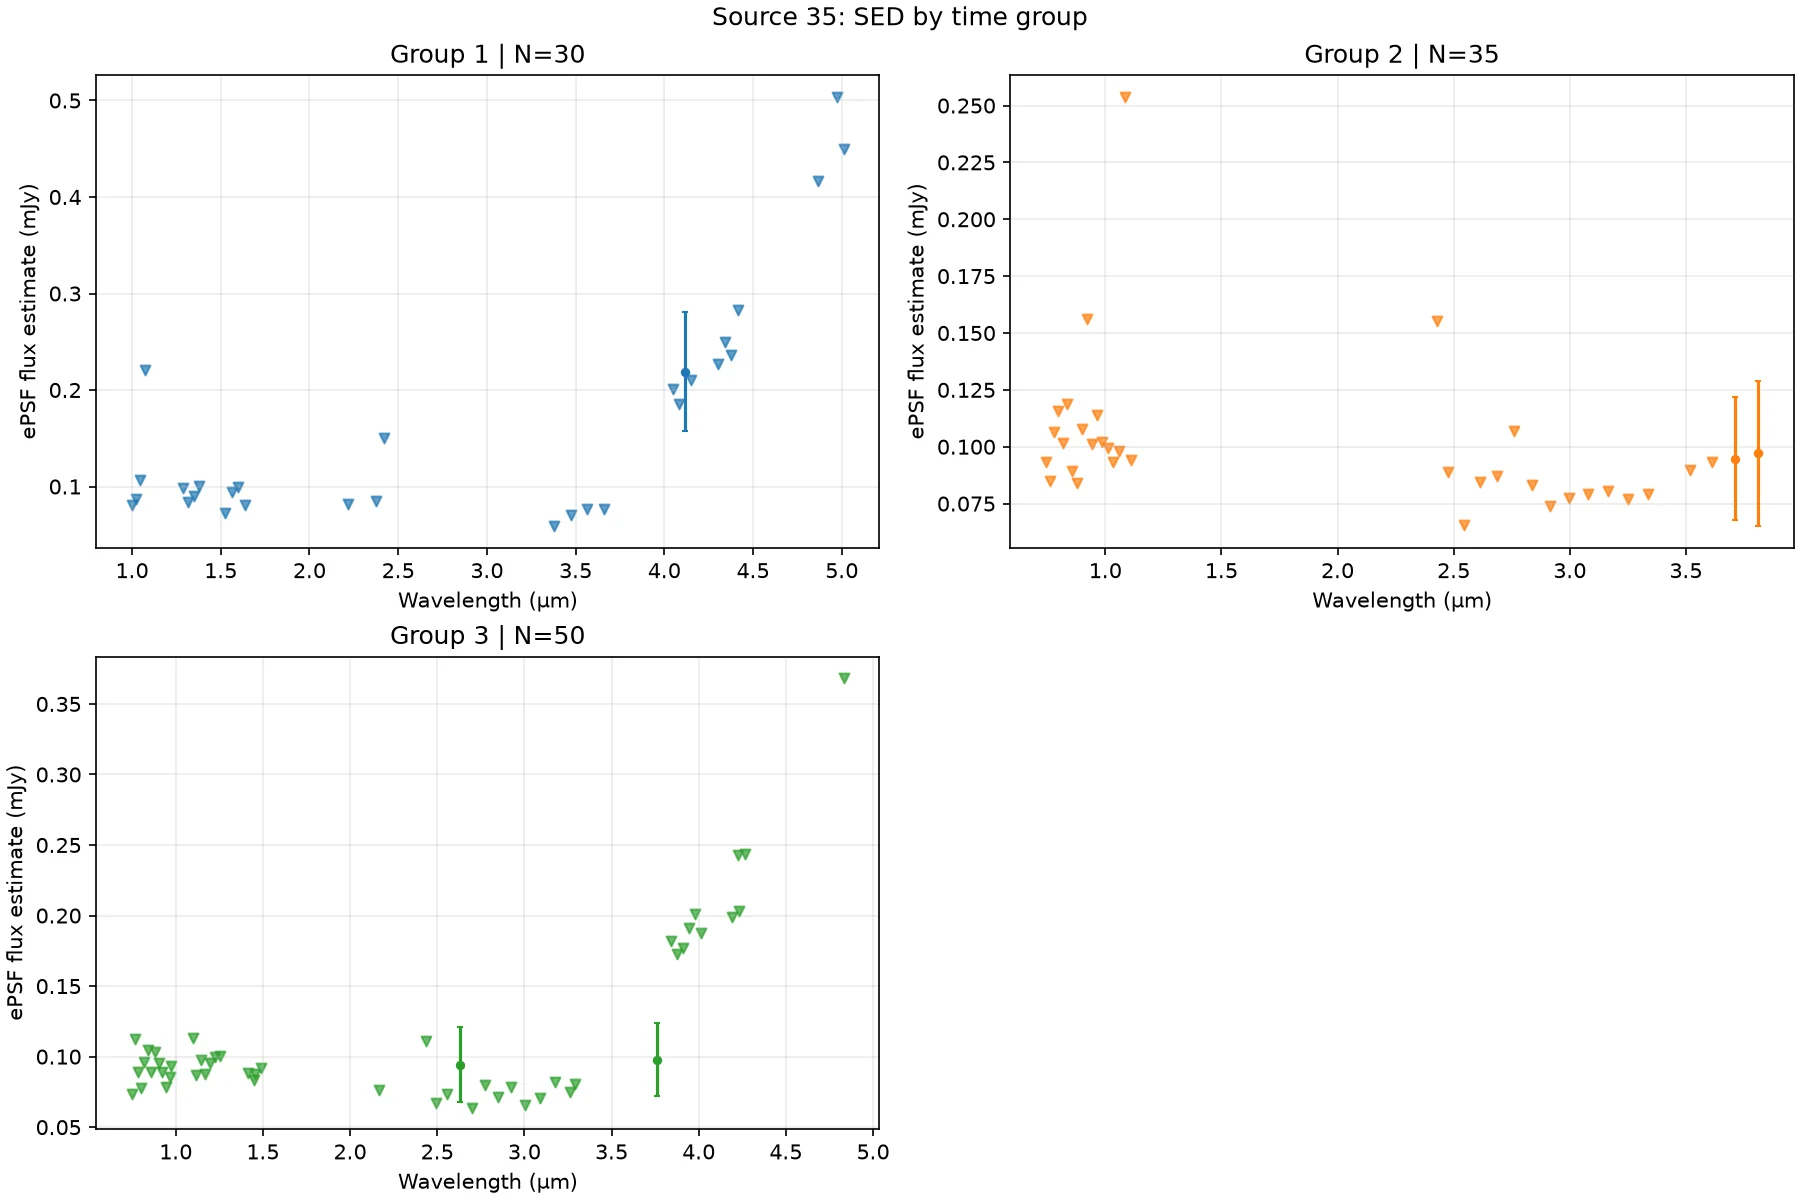 Source 35: SED by time group
Group 1 | N=30
ePSF flux estimate (mJy)
0.5
0.4
0.3
0.2
0.1
1.0 1.5 2.0 2.5 3.0 3.5 4.0 4.5 5.0
Wavelength (µm)
Group 2 | N=35
ePSF flux estimate (mJy)
0.250
0.225
0.200
0.175
0.150
0.125
0.100
0.075
1.0 1.5 2.0 2.5 3.0 3.5
Wavelength (µm)
Group 3 | N=50
ePSF flux estimate (mJy)
0.35
0.30
0.25
0.20
0.15
0.10
0.05
1.0 1.5 2.0 2.5 3.0 3.5 4.0 4.5 5.0
Wavelength (µm)